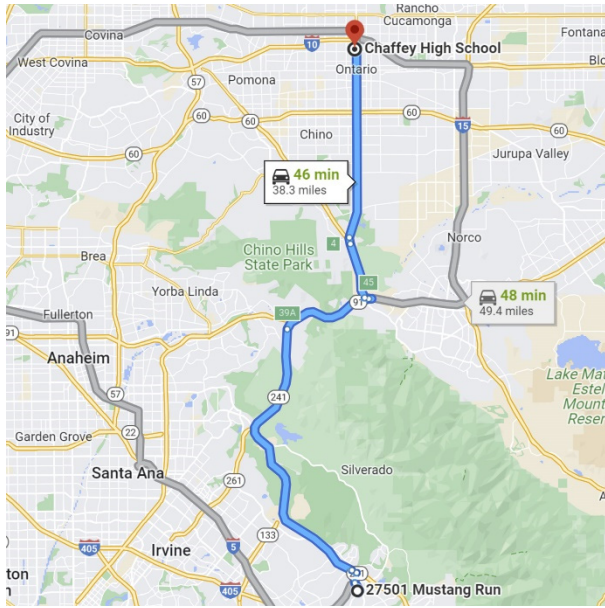 Rancho
Cucamonga
Covina
10
Chaffey High School
Fontana
West Covina
57
Pomona
Ontario
60
City of
Industry
60
Chino
60
60
15
Jurupa Valley
46 min
38.3 miles
4
Norco
Chino Hills
State Park
Brea
45
Yorba Linda
91
48 min
49.4 miles
Fullerton
39A
91
Anaheim
57
241
22
Garden Grove
Santa Ana
Silverado
261
133
405
Irvine
5
405
27501 Mustang Run